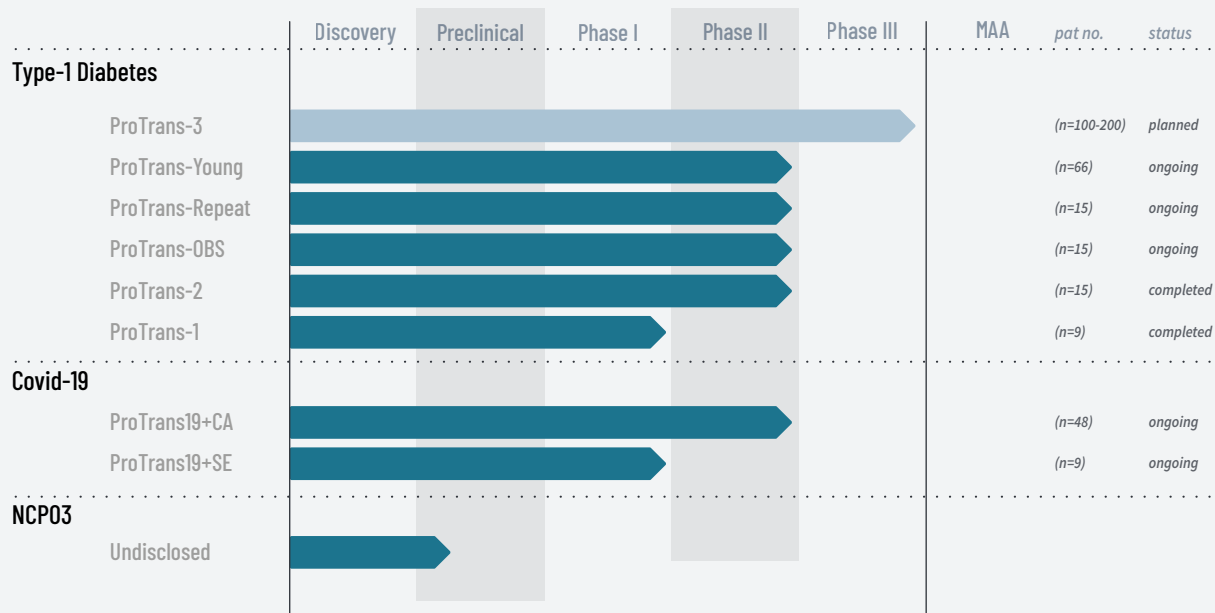 Discovery Preclinical Phase I Phase II Phase III MAA pat no. status
Type-1 Diabetes
ProTrans-3 (n=100-200) planned
ProTrans-Young (n=66) ongoing
ProTrans-Repeat (n=15) ongoing
ProTrans-OBS (n=15) ongoing
ProTrans-2 (n=15) completed
ProTrans-1 (n=9) completed
Covid-19
ProTrans19+CA (n=48) ongoing
ProTrans19+SE (n=9) ongoing
NCP03
Undisclosed